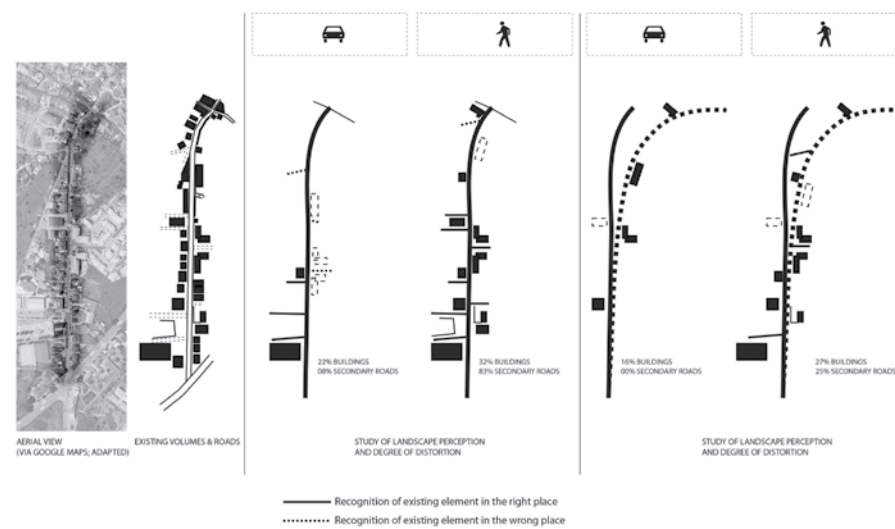 22% BUILDINGS
08% SECONDARY ROADS
32% BUILDINGS
83% SECONDARY ROADS
16% BUILDINGS
00% SECONDARY ROADS
27% BUILDINGS
25% SECONDARY ROADS
AERIAL VIEW
(VIA GOOGLE MAPS; ADAPTED)
EXISTING VOLUMES & ROADS
STUDY OF LANDSCAPE PERCEPTION
AND DEGREE OF DISTORTION
STUDY OF LANDSCAPE PERCEPTION
AND DEGREE OF DISTORTION
Recognition of existing element in the right place
Recognition of existing element in the wrong place